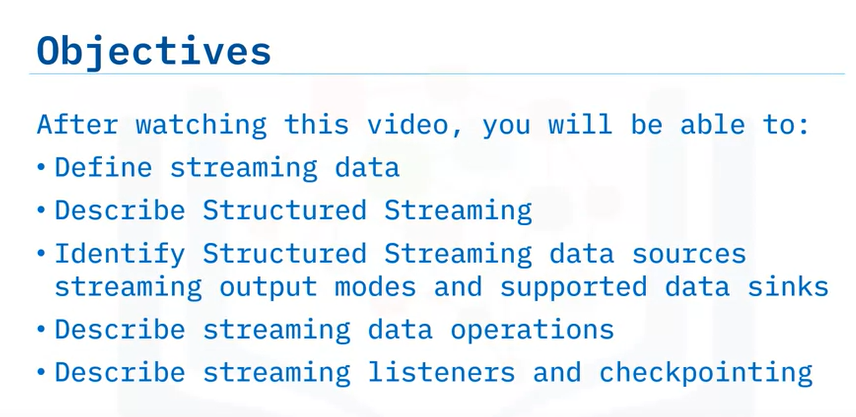 Objectives
After watching this video, you will be able to:
• Define streaming data
• Describe Structured Streaming
• Identify Structured Streaming data sources
streaming output modes and supported data sinks
• Describe streaming data operations
• Describe streaming listeners and checkpointing